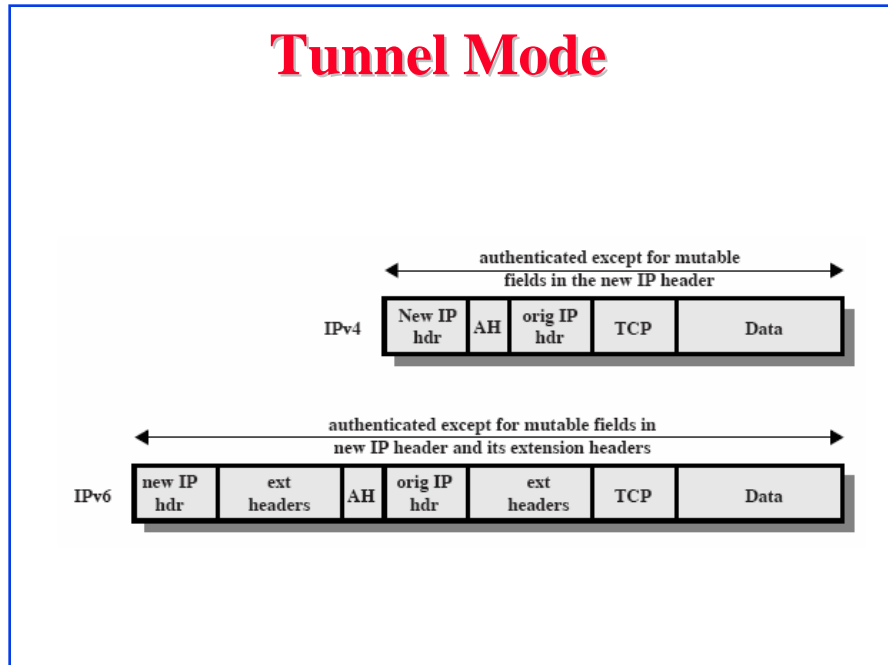 Tunnel Mode
authenticated except for mutable
fields in the new IP header
IPv4
New IP
hdr
AH
orig IP
hdr
TCP
Data
authenticated except for mutable fields in
new IP header and its extension headers
IPv6
new IP
hdr
ext
headers
AH
orig IP
hdr
ext
headers
TCP
Data